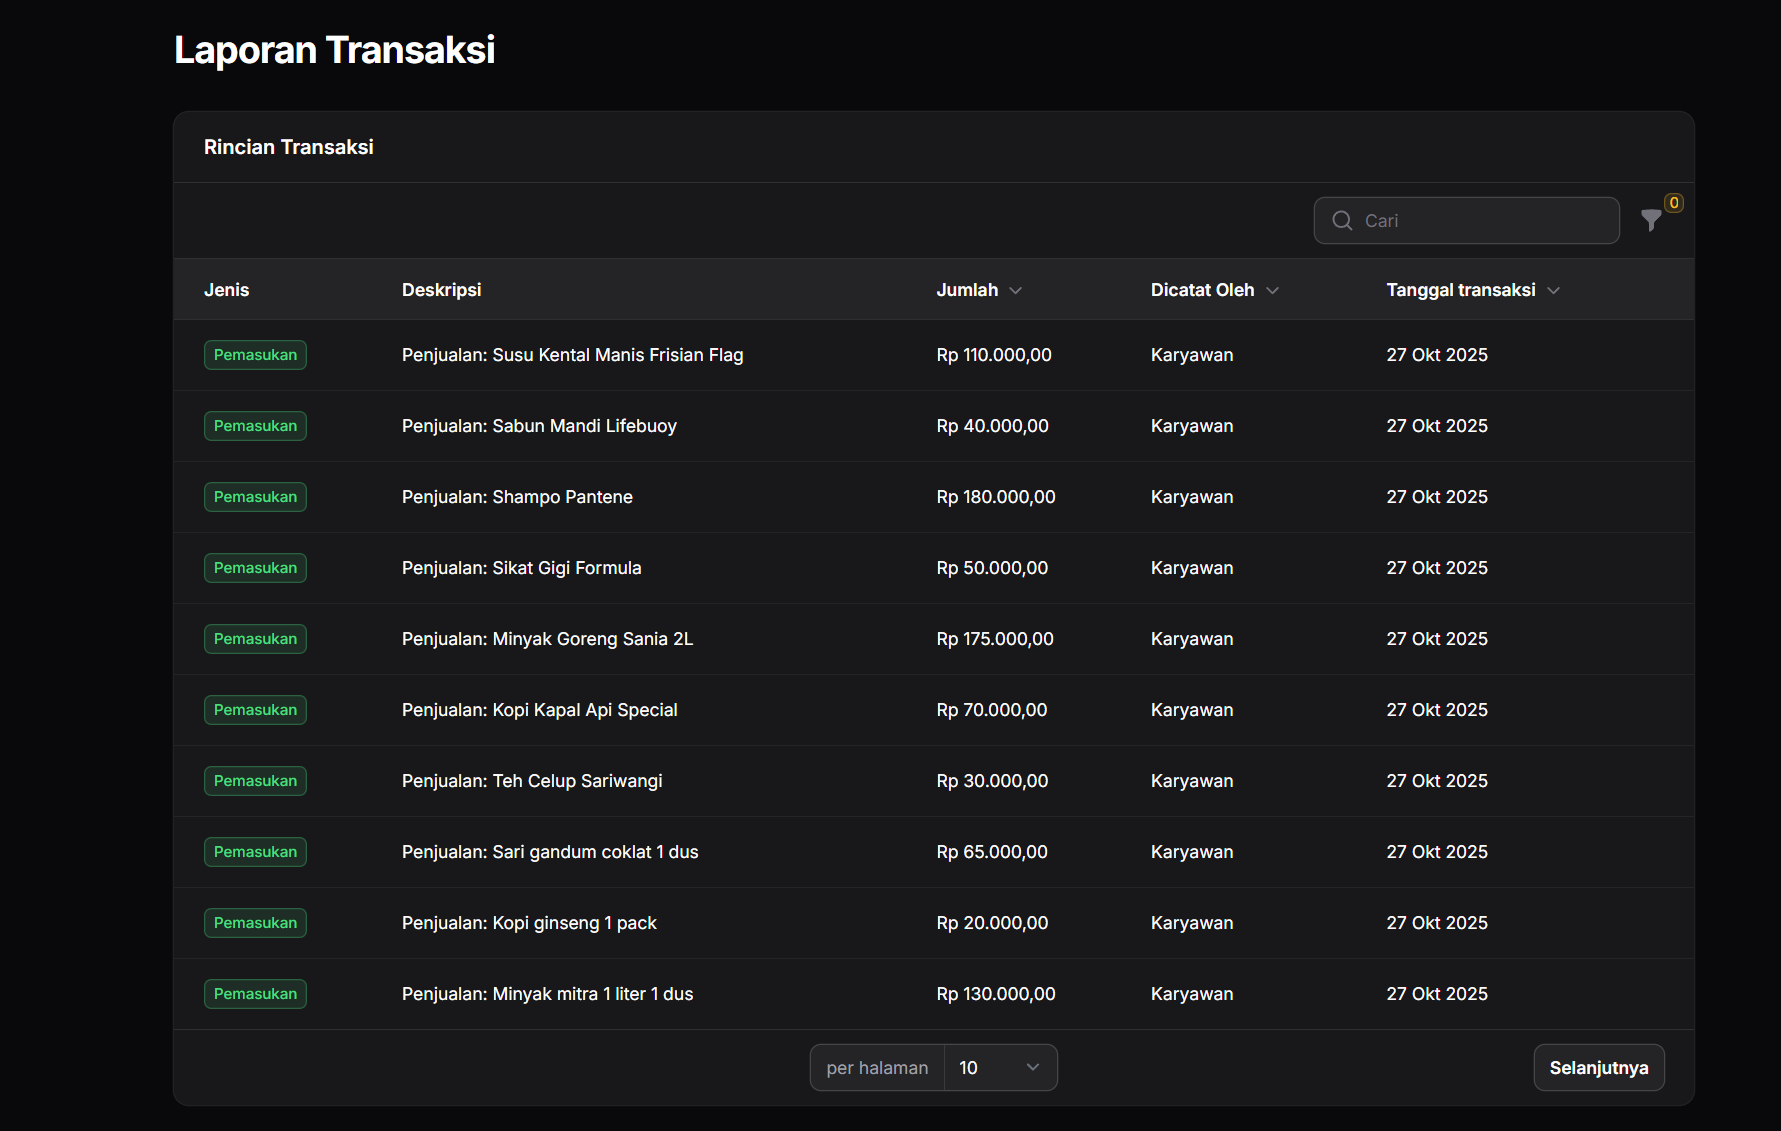 Laporan Transaksi
Rincian Transaksi
Cari
0
Jenis Deskripsi Jumlah Dicatat Oleh Tanggal transaksi
Pemasukan Penjualan: Susu Kental Manis Frisian Flag Rp 110.000,00 Karyawan 27 Okt 2025
Pemasukan Penjualan: Sabun Mandi Lifebuoy Rp 40.000,00 Karyawan 27 Okt 2025
Pemasukan Penjualan: Shampo Pantene Rp 180.000,00 Karyawan 27 Okt 2025
Pemasukan Penjualan: Sikat Gigi Formula Rp 50.000,00 Karyawan 27 Okt 2025
Pemasukan Penjualan: Minyak Goreng Sania 2L Rp 175.000,00 Karyawan 27 Okt 2025
Pemasukan Penjualan: Kopi Kapal Api Special Rp 70.000,00 Karyawan 27 Okt 2025
Pemasukan Penjualan: Teh Celup Sariwangi Rp 30.000,00 Karyawan 27 Okt 2025
Pemasukan Penjualan: Sari gandum coklat 1 dus Rp 65.000,00 Karyawan 27 Okt 2025
Pemasukan Penjualan: Kopi ginseng 1 pack Rp 20.000,00 Karyawan 27 Okt 2025
Pemasukan Penjualan: Minyak mitra 1 liter 1 dus Rp 130.000,00 Karyawan 27 Okt 2025
per halaman 10 Selanjutnya